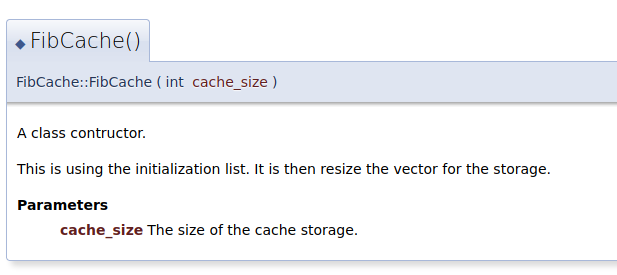 ◆ FibCache()
FibCache::FibCache ( int cache_size )
A class contructor.
This is using the initialization list. It is then resize the vector for the storage.
Parameters
cache_size The size of the cache storage.